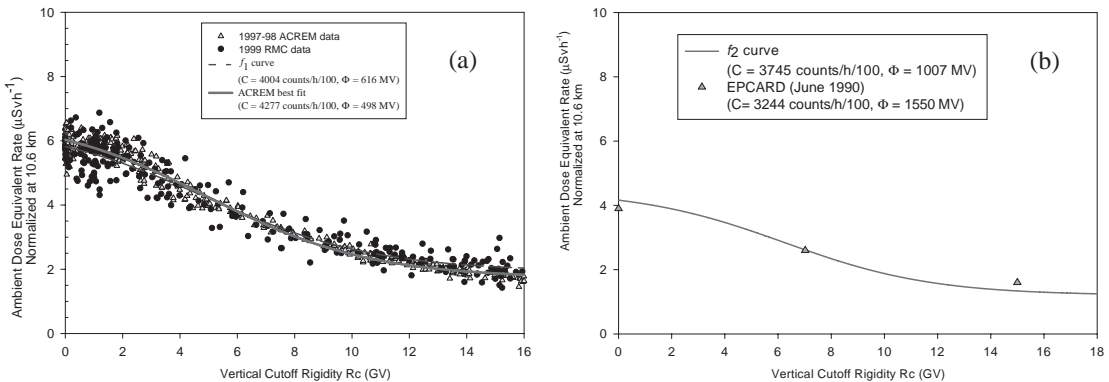 (a)
1997-98 ACREM data
1999 RMC data
f1 curve
(C = 4004 counts/h/100, Φ = 616 MV)
ACREM best fit
(C = 4277 counts/h/100, Φ = 498 MV)
Ambient Dose Equivalent Rate (μSvh-1)
Normalized at 10.6 km
10
8
6
4
2
0
0 2 4 6 8 10 12 14 16
Vertical Cutoff Rigidity Rc (GV)
(b)
f2 curve
(C = 3745 counts/h/100, Φ = 1007 MV)
EPCARD (June 1990)
(C= 3244 counts/h/100, Φ = 1550 MV)
Ambient Dose Equivalent Rate (μSvh-1)
Normalized at 10.6 km
10
8
6
4
2
0
0 2 4 6 8 10 12 14 16 18
Vertical Cutoff Rigidity Rc (GV)